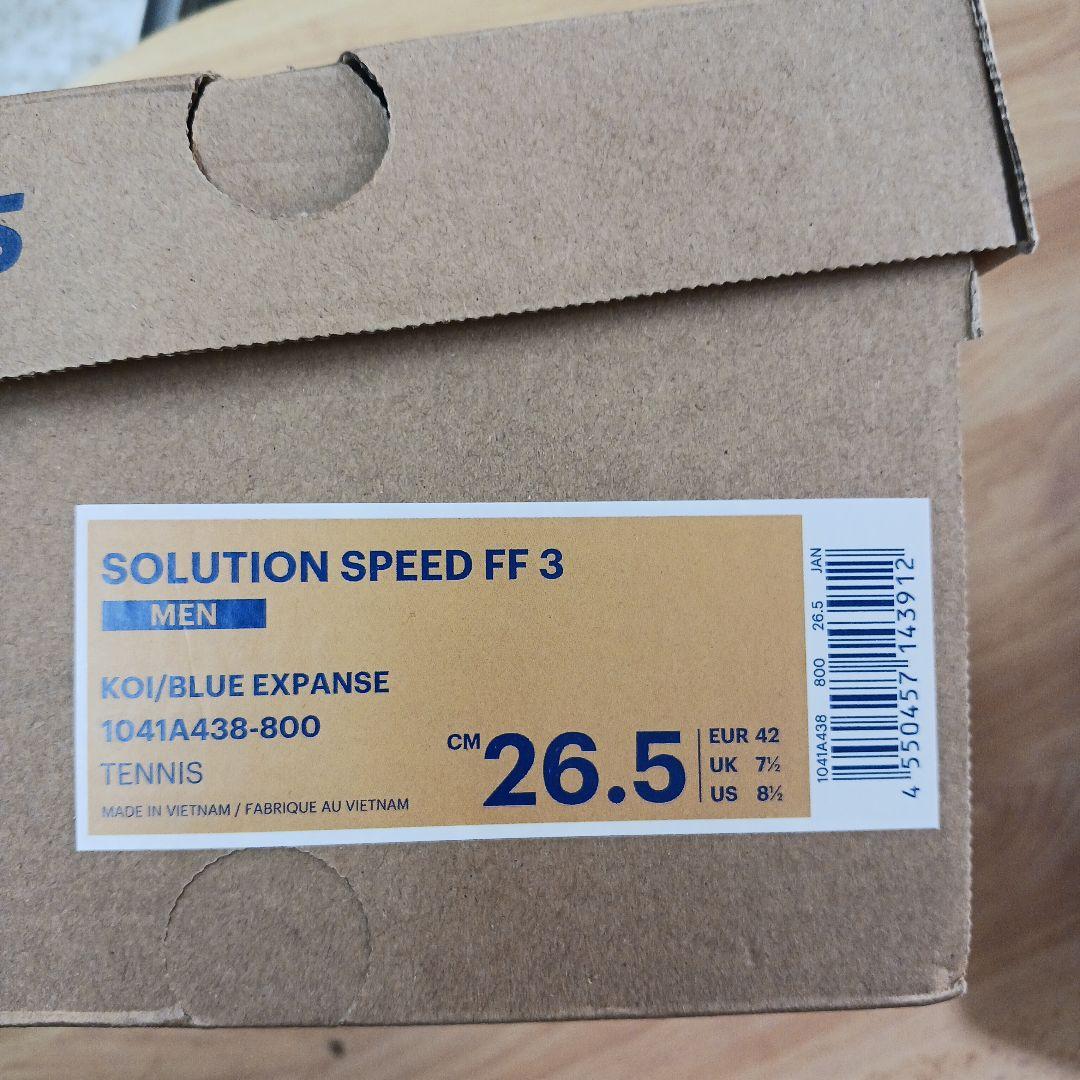 SOLUTION SPEED FF 3
MEN
KOI/BLUE EXPANSE
1041A438-800
TENNIS
MADE IN VIETNAM / FABRIQUE AU VIETNAM
CM 26.5
EUR 42
UK 7½
US 8½
1041A438 800 26.5 JAN
4 550457 143912